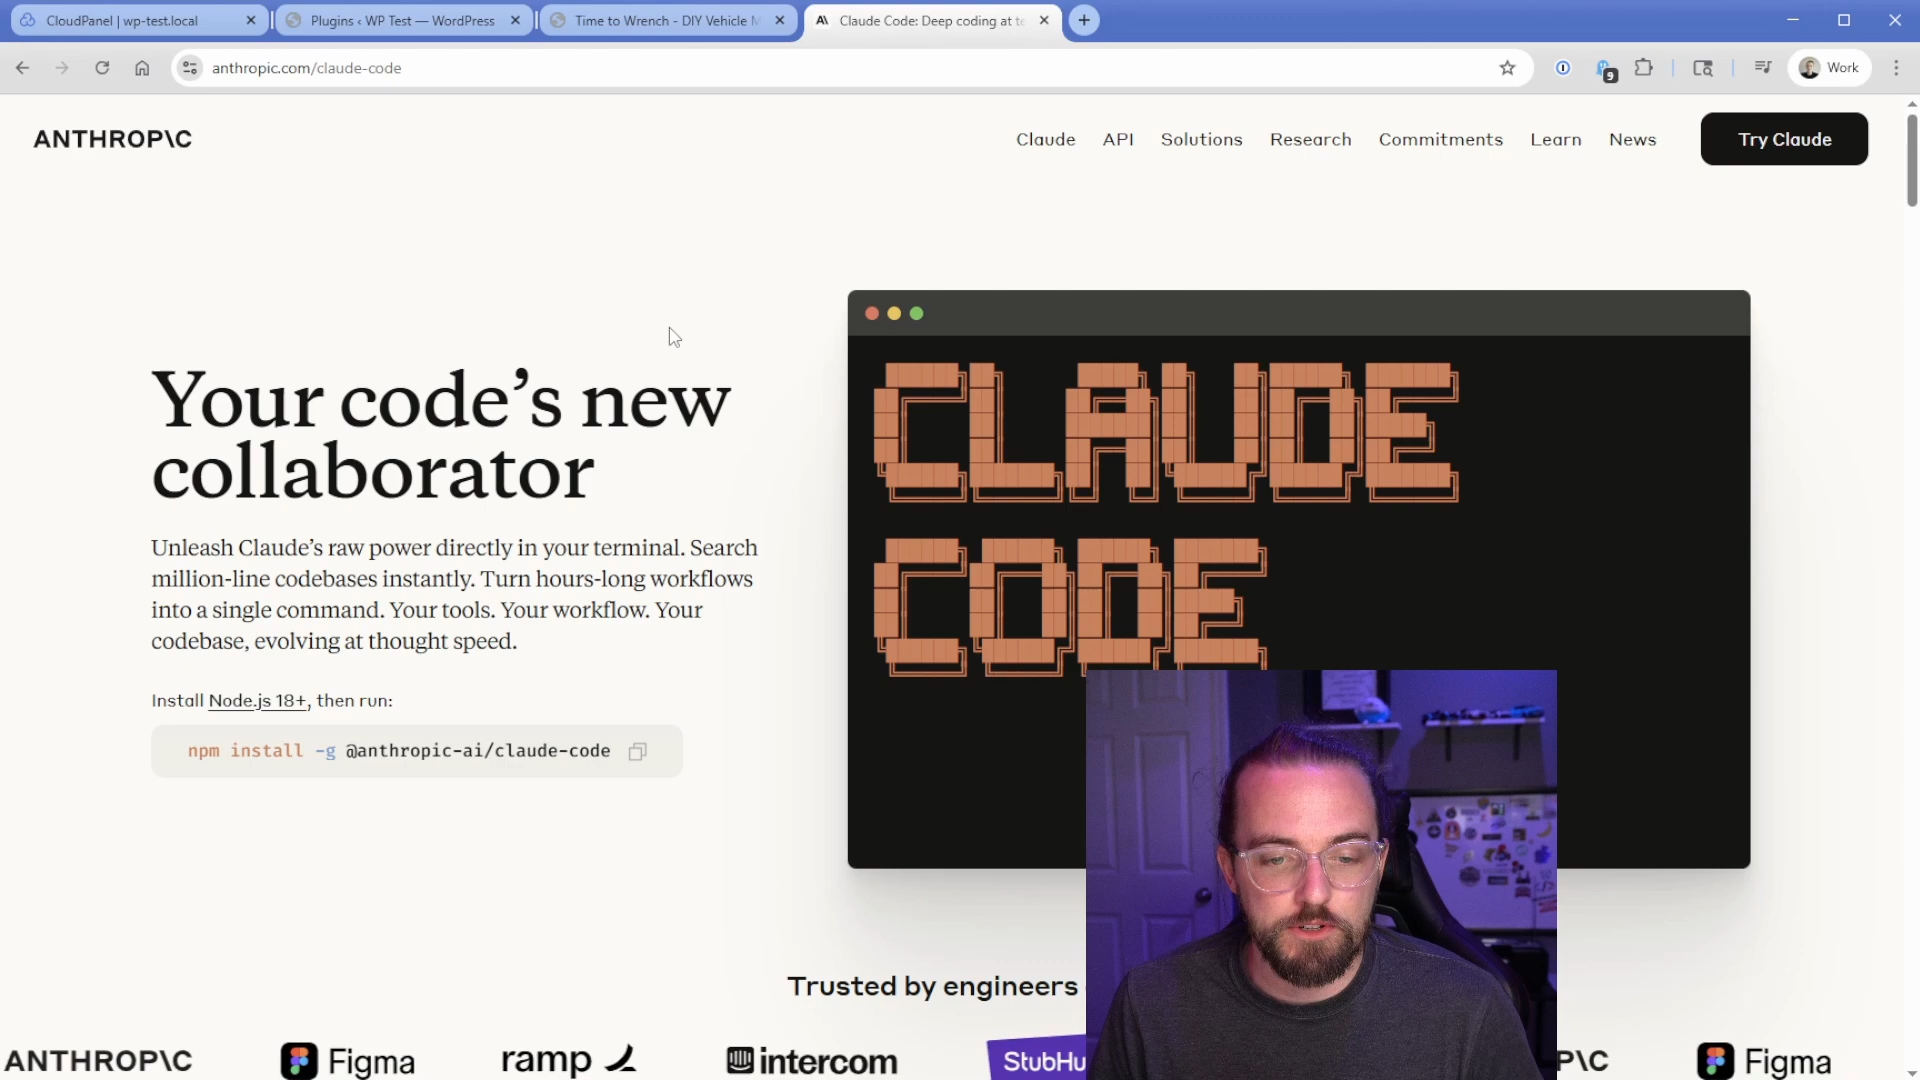 CloudPanel | wp-test.local
Plugins ‹ WP Test — WordPress
Time to Wrench - DIY Vehicle M
Claude Code: Deep coding at te
anthropic.com/claude-code
9
Work
ANTHROP\C
Claude
API
Solutions
Research
Commitments
Learn
News
Try Claude
Your code’s new
collaborator
Unleash Claude’s raw power directly in your terminal. Search
million-line codebases instantly. Turn hours-long workflows
into a single command. Your tools. Your workflow. Your
codebase, evolving at thought speed.
Install Node.js 18+, then run:
npm install -g @anthropic-ai/claude-code
CLAUDE
CODE
Trusted by engineers
ANTHROP\C
Figma
ramp
intercom
StubHu
P\C
Figma